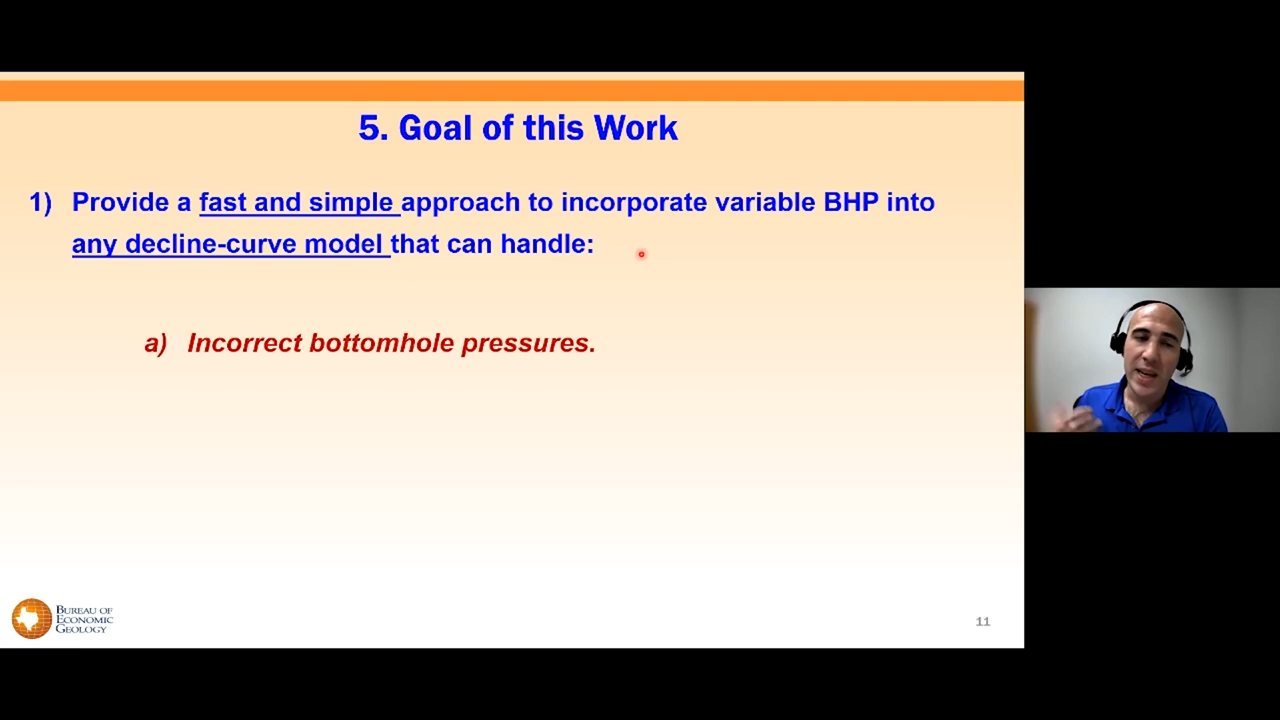 5. Goal of this Work
1) Provide a fast and simple approach to incorporate variable BHP into
any decline-curve model that can handle:
a) Incorrect bottomhole pressures.
BUREAU OF
ECONOMIC
GEOLOGY
11